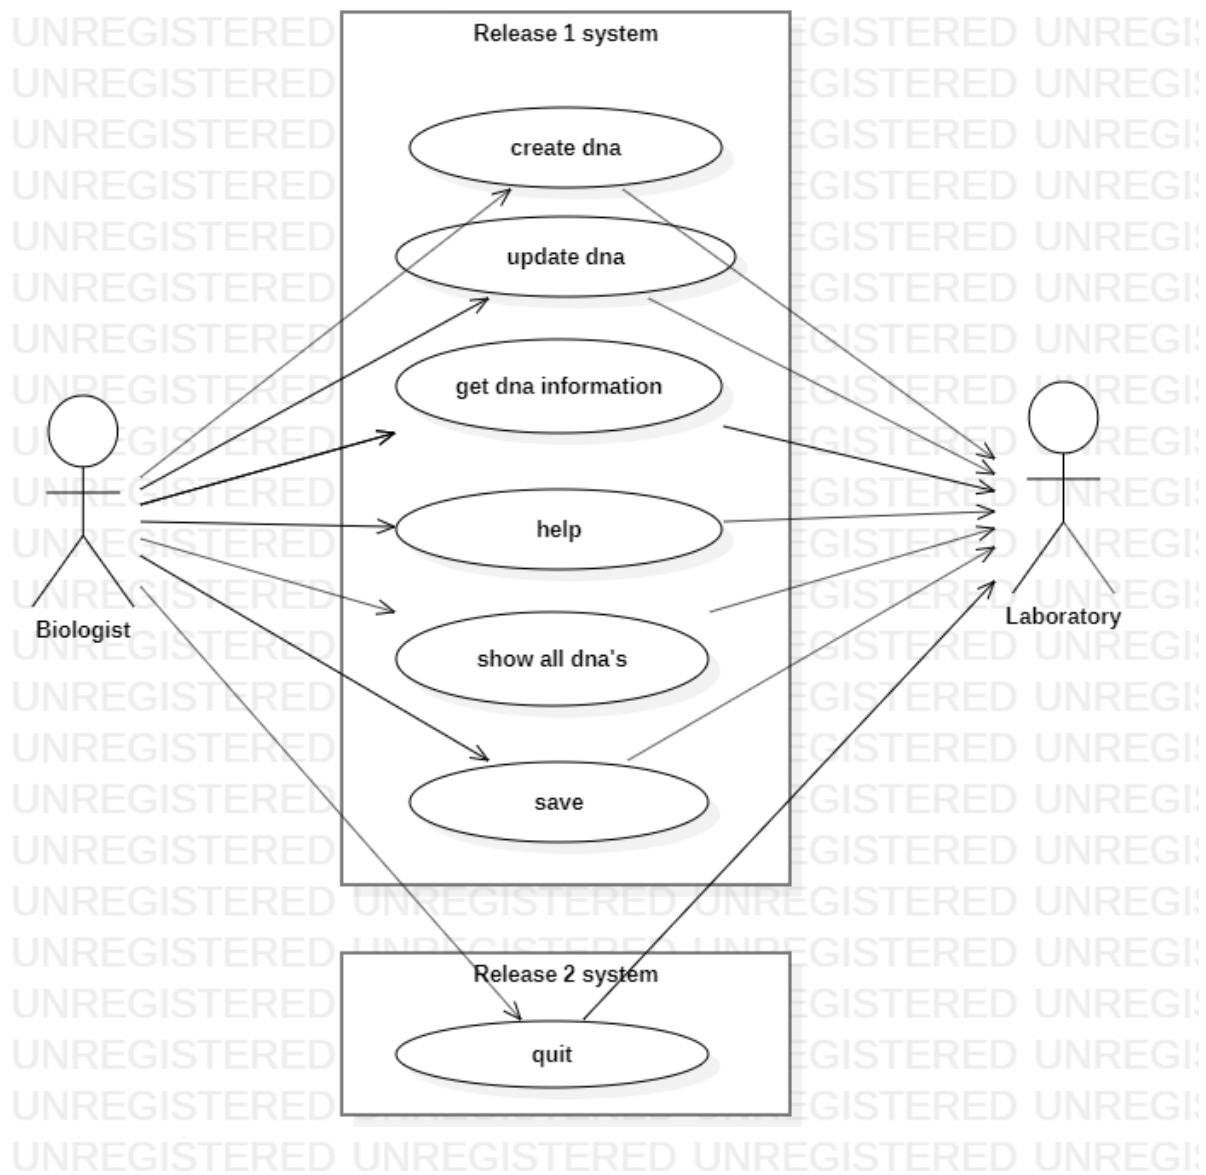 Release 1 system
create dna
update dna
get dna information
help
show all dna's
save
Biologist
Laboratory
Release 2 system
quit
UNREGISTERED